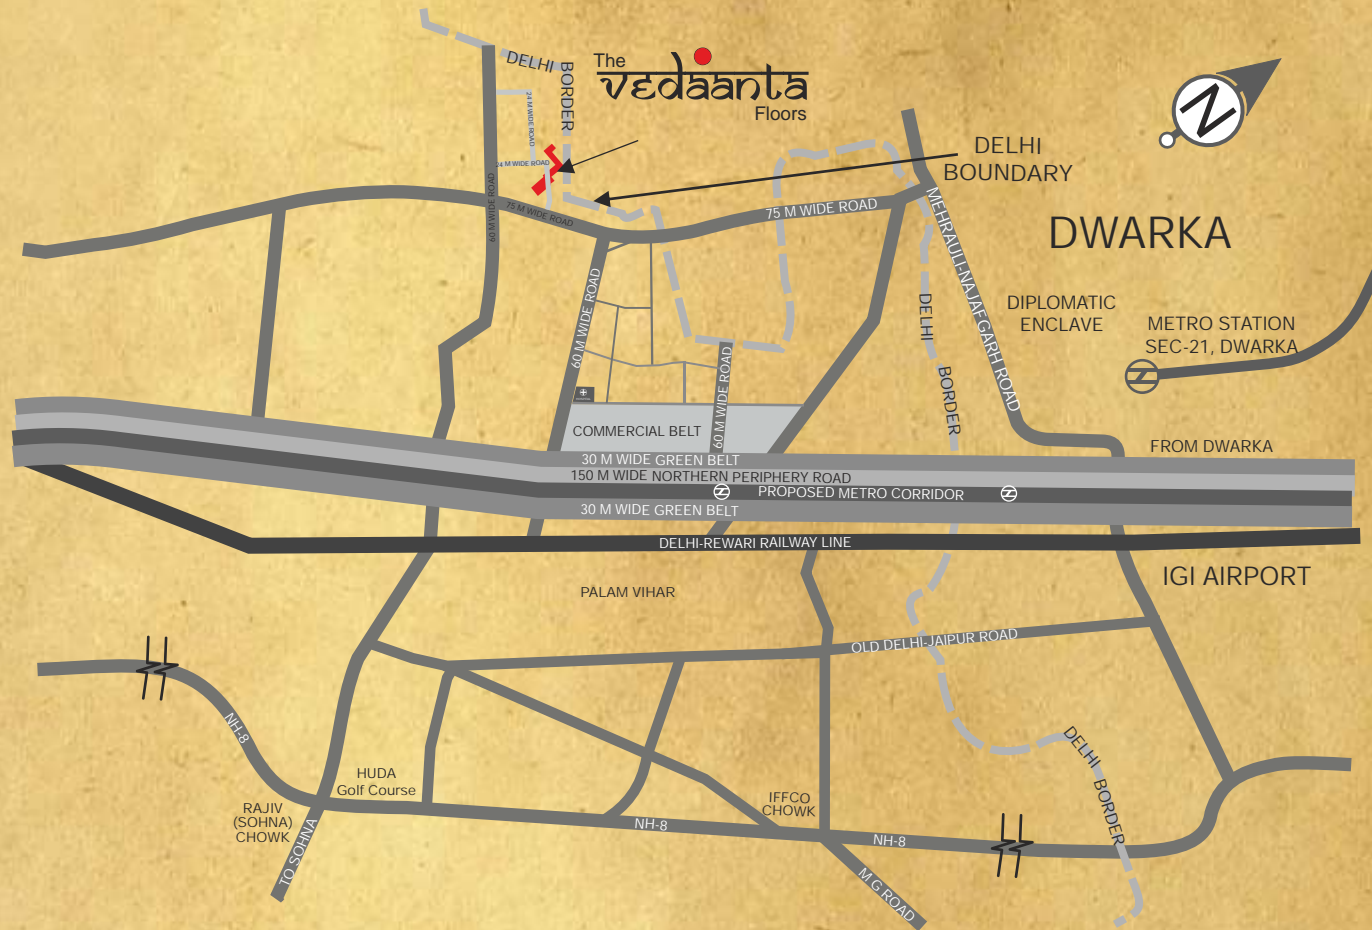 DELHI
BORDER
The
vedaanta
Floors
24 M WIDE ROAD
24 M WIDE ROAD
60 M WIDE ROAD
75 M WIDE ROAD
75 M WIDE ROAD
N
DELHI
BOUNDARY
DWARKA
MEHRAULI-NAJAFGARH ROAD
DIPLOMATIC
ENCLAVE
METRO STATION
SEC-21, DWARKA
DELHI
BORDER
60 M WIDE ROAD
60 M WIDE ROAD
COMMERCIAL BELT
FROM DWARKA
30 M WIDE GREEN BELT
150 M WIDE NORTHERN PERIPHERY ROAD
PROPOSED METRO CORRIDOR
30 M WIDE GREEN BELT
DELHI-REWARI RAILWAY LINE
IGI AIRPORT
PALAM VIHAR
OLD DELHI-JAIPUR ROAD
NH-8
HUDA
Golf Course
RAJIV
(SOHNA)
CHOWK
TO SOHNA
IFFCO
CHOWK
NH-8
NH-8
M G ROAD
DELHI
BORDER